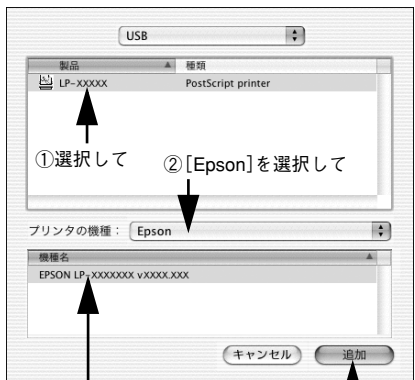 USB
製品 種類
LP-XXXXX PostScript printer
①選択して
②[Epson]を選択して
プリンタの機種： Epson
機種名
EPSON LP-XXXXXXX vXXXX.XXX
キャンセル 追加